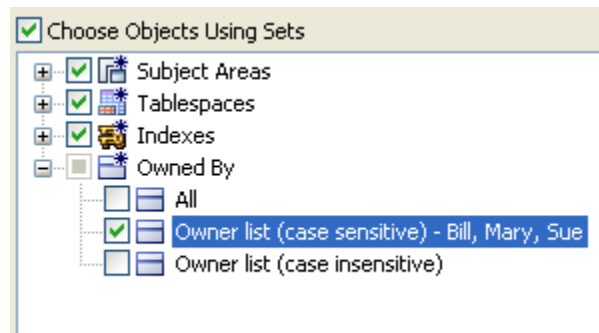 Choose Objects Using Sets
Subject Areas
Tablespaces
Indexes
Owned By
All
Owner list (case sensitive) - Bill, Mary, Sue
Owner list (case insensitive)